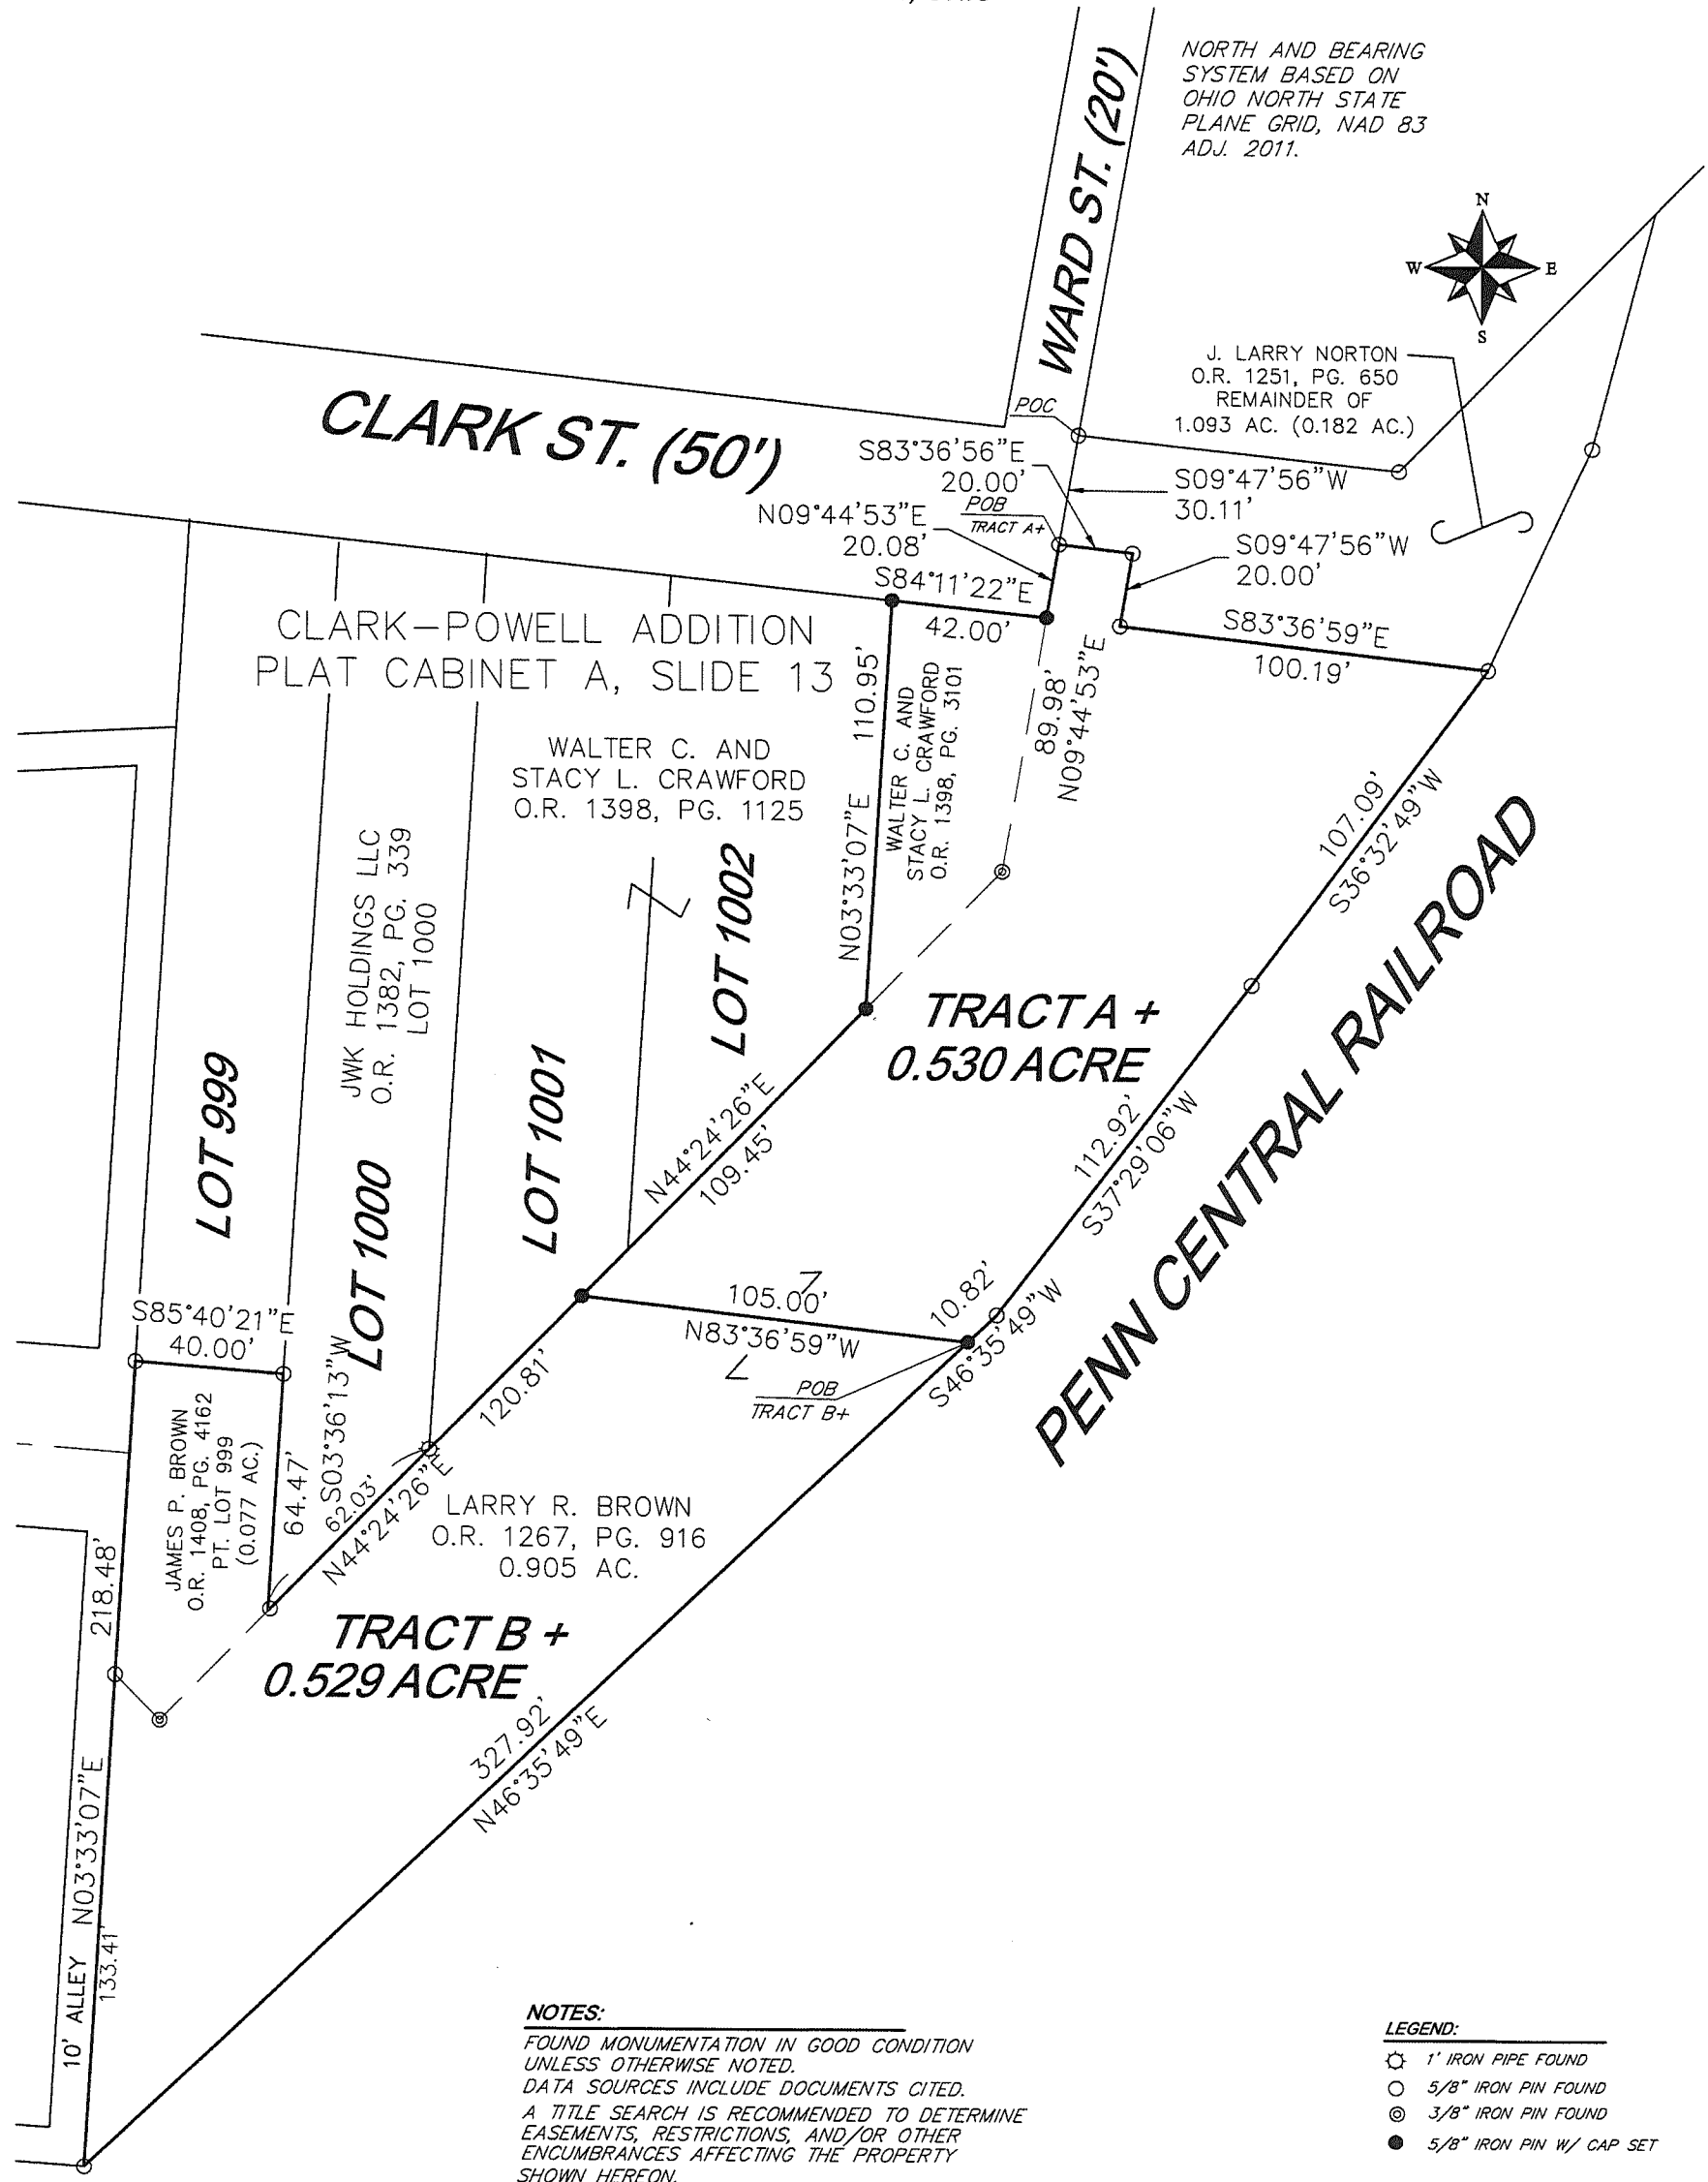 NORTH AND BEARING
SYSTEM BASED ON
OHIO NORTH STATE
PLANE GRID, NAD 83
ADJ. 2011.
WARD ST. (20')
N
W
E
S
J. LARRY NORTON
O.R. 1251, PG. 650
REMAINDER OF
1.093 AC. (0.182 AC.)
POC
CLARK ST. (50')
S83°36'56"E
20.00'
S09°47'56"W
30.11'
POB
TRACT A+
N09°44'53"E
20.08'
S09°47'56"W
20.00'
S84°11'22"E
42.00'
S83°36'59"E
100.19'
CLARK-POWELL ADDITION
PLAT CABINET A, SLIDE 13
110.95'
N03°33'07"E
WALTER C. AND
STACY L. CRAWFORD
O.R. 1398, PG. 3101
89.98'
N09°44'53"E
WALTER C. AND
STACY L. CRAWFORD
O.R. 1398, PG. 1125
107.09'
S36°32'49"W
JWK HOLDINGS LLC
O.R. 1382, PG. 339
LOT 1000
LOT 1002
TRACT A +
0.530 ACRE
PENN CENTRAL RAILROAD
LOT 999
LOT 1000
LOT 1001
N44°24'26"E
109.45'
112.92'
S37°29'06"W
S85°40'21"E
40.00'
105.00'
N83°36'59"W
10.82'
S46°35'49"W
POB
TRACT B+
120.81'
S03°36'13"W
64.47'
62.03'
N44°24'26"E
JAMES P. BROWN
O.R. 1408, PG. 4162
PT. LOT 999
(0.077 AC.)
LARRY R. BROWN
O.R. 1267, PG. 916
0.905 AC.
218.48'
TRACT B +
0.529 ACRE
327.92'
N46°35'49"E
10' ALLEY N03°33'07"E
133.41'
NOTES:
FOUND MONUMENTATION IN GOOD CONDITION
UNLESS OTHERWISE NOTED.
DATA SOURCES INCLUDE DOCUMENTS CITED.
A TITLE SEARCH IS RECOMMENDED TO DETERMINE
EASEMENTS, RESTRICTIONS, AND/OR OTHER
ENCUMBRANCES AFFECTING THE PROPERTY
SHOWN HEREON.
LEGEND:
1' IRON PIPE FOUND
5/8" IRON PIN FOUND
3/8" IRON PIN FOUND
5/8" IRON PIN W/ CAP SET